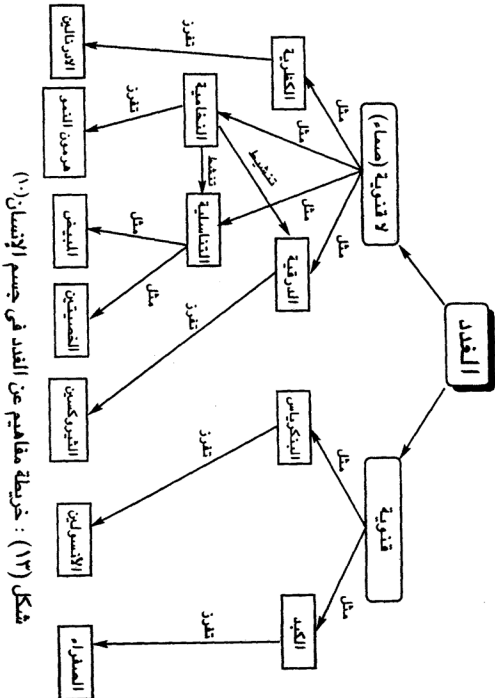 الغدد
قنوية
لا قنوية (صماء)
مثل
مثل
مثل
مثل
مثل
مثل
الكبد
البنكرياس
الدرقية
التناسلية
النخامية
الكظرية
تنشيط
تنشط
تفرز
تفرز
تفرز
مثل
مثل
تفرز
تفرز
الصفراء
الأنسولين
الثيروكسين
الخصيتين
المبيض
هرمون النمو
الادرنالين
شكل (١٣) : خريطة مفاهيم عن الغدد فى جسم الإنسان(١٠)